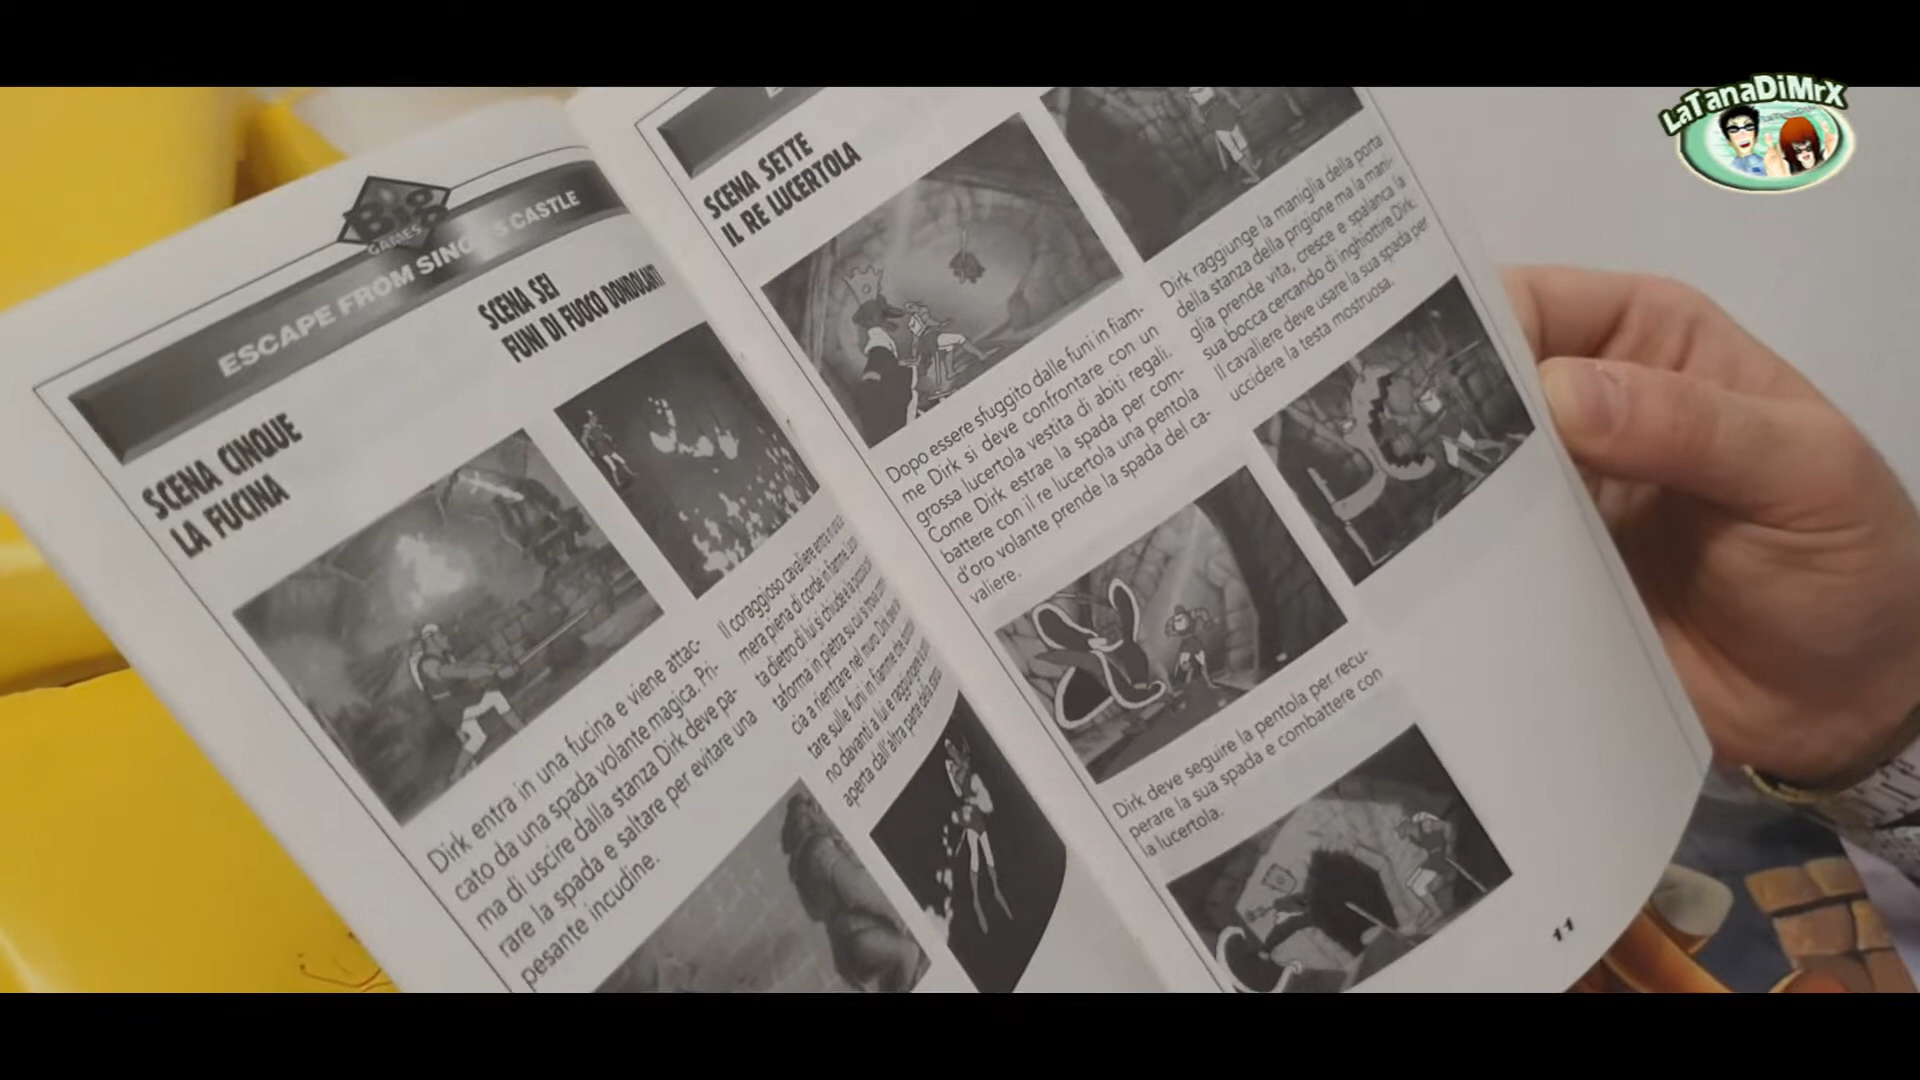 LaTanaDiMrX
BIG
GAMES
ESCAPE FROM SINGE'S CASTLE
SCENA CINQUE
LA FUCINA
Dirk entra in una fucina e viene attac-
cato da una spada volante magica. Pri-
ma di uscire dalla stanza Dirk deve pa-
rare la spada e saltare per evitare una
pesante incudine.
SCENA SEI
FUNI DI FUOCO DONDOLANTI
Il coraggioso cavaliere entra in una ca-
mera piena di corde in fiamme.
ta dietro di lui si chiude e la
taforma in pietra su cui si trova
cia a rientrare nel muro. Dirk deve
tare sulle funi in fiamme che
no davanti a lui e raggiungere
aperta dall'altra parte della
SCENA SETTE
IL RE LUCERTOLA
Dopo essere sfuggito dalle funi in fiam-
me Dirk si deve confrontare con un
grossa lucertola vestita di abiti regali.
Come Dirk estrae la spada per com-
battere con il re lucertola una pentola
d'oro volante prende la spada del ca-
valiere.
Dirk deve seguire la pentola per recu-
perare la sua spada e combattere con
la lucertola.
Dirk raggiunge la maniglia della porta
della stanza della prigione ma la mani-
glia prende vita, cresce e spalanca la
sua bocca cercando di inghiottire Dirk.
Il cavaliere deve usare la sua spada per
uccidere la testa mostruosa.
11